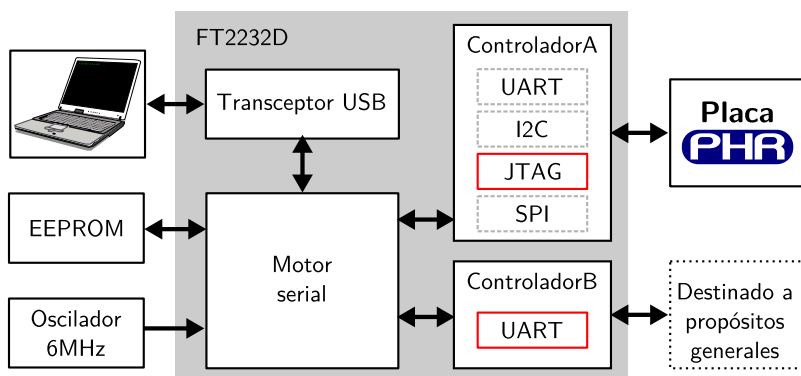 FT2232D
Transceptor USB
EEPROM
Oscilador
6MHz
Motor
serial
ControladorA
UART
I2C
JTAG
SPI
ControladorB
UART
Placa
PHR
Destinado a
propósitos
generales